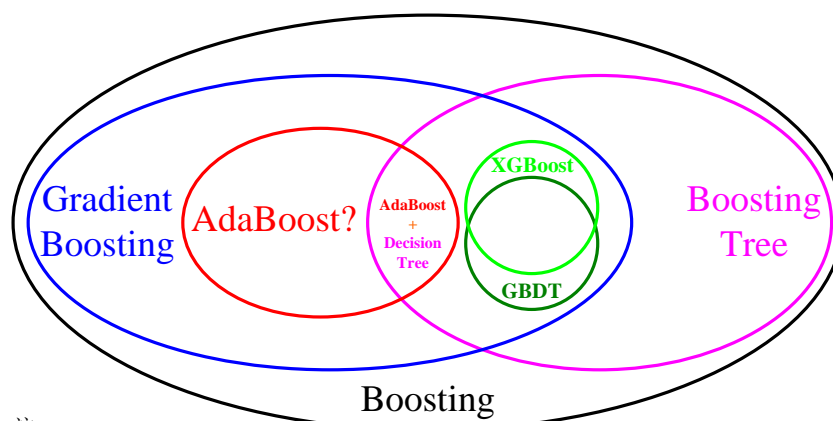 XGBoost
Gradient
Boosting
AdaBoost?
AdaBoost
+
Decision
Tree
Boosting
Tree
GBDT
Boosting